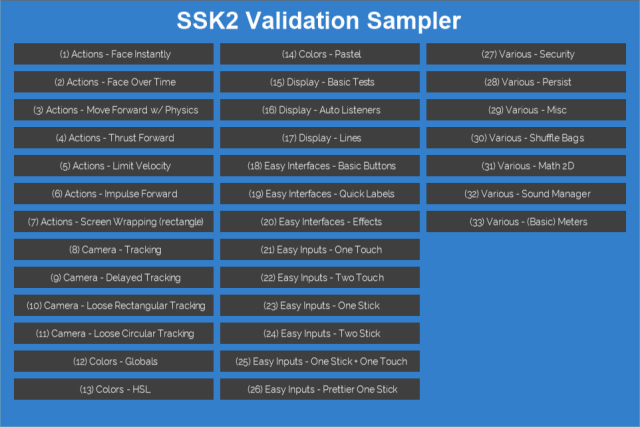 SSK2 Validation Sampler
(1) Actions - Face Instantly
(2) Actions - Face Over Time
(3) Actions - Move Forward w/ Physics
(4) Actions - Thrust Forward
(5) Actions - Limit Velocity
(6) Actions - Impulse Forward
(7) Actions - Screen Wrapping (rectangle)
(8) Camera - Tracking
(9) Camera - Delayed Tracking
(10) Camera - Loose Rectangular Tracking
(11) Camera - Loose Circular Tracking
(12) Colors - Globals
(13) Colors - HSL
(14) Colors - Pastel
(15) Display - Basic Tests
(16) Display - Auto Listeners
(17) Display - Lines
(18) Easy Interfaces - Basic Buttons
(19) Easy Interfaces - Quick Labels
(20) Easy Interfaces - Effects
(21) Easy Inputs - One Touch
(22) Easy Inputs - Two Touch
(23) Easy Inputs - One Stick
(24) Easy Inputs - Two Stick
(25) Easy Inputs - One Stick + One Touch
(26) Easy Inputs - Prettier One Stick
(27) Various - Security
(28) Various - Persist
(29) Various - Misc
(30) Various - Shuffle Bags
(31) Various - Math 2D
(32) Various - Sound Manager
(33) Various - (Basic) Meters